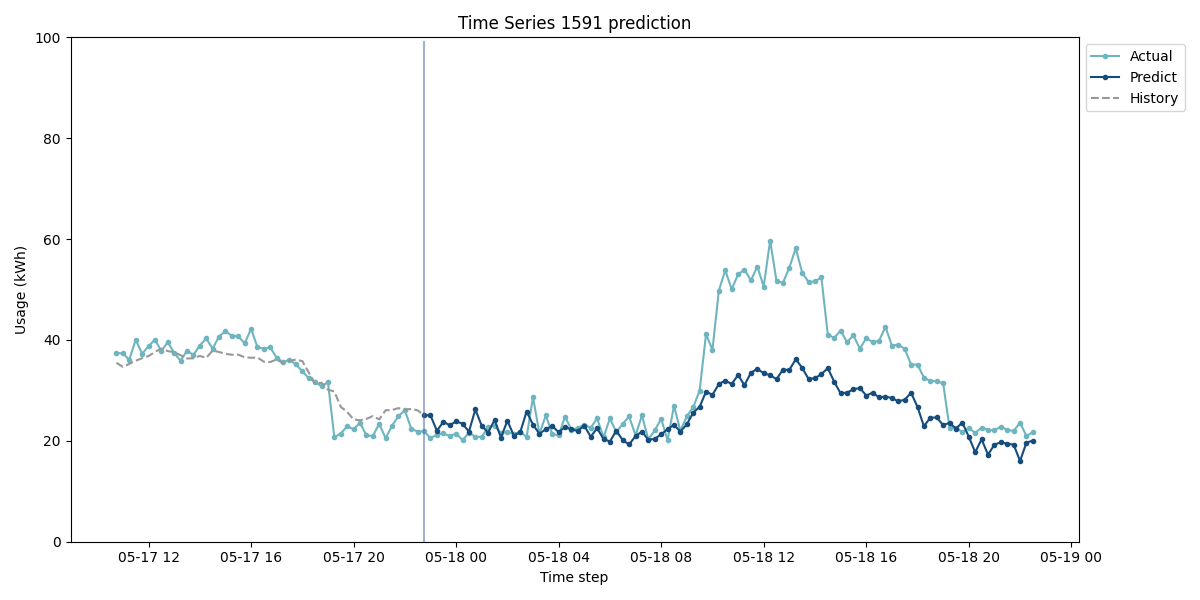 Time Series 1591 prediction
100
80
60
40
20
0
Usage (kWh)
05-17 12
05-17 16
05-17 20
05-18 00
05-18 04
05-18 08
05-18 12
05-18 16
05-18 20
05-19 00
Time step
Actual
Predict
History